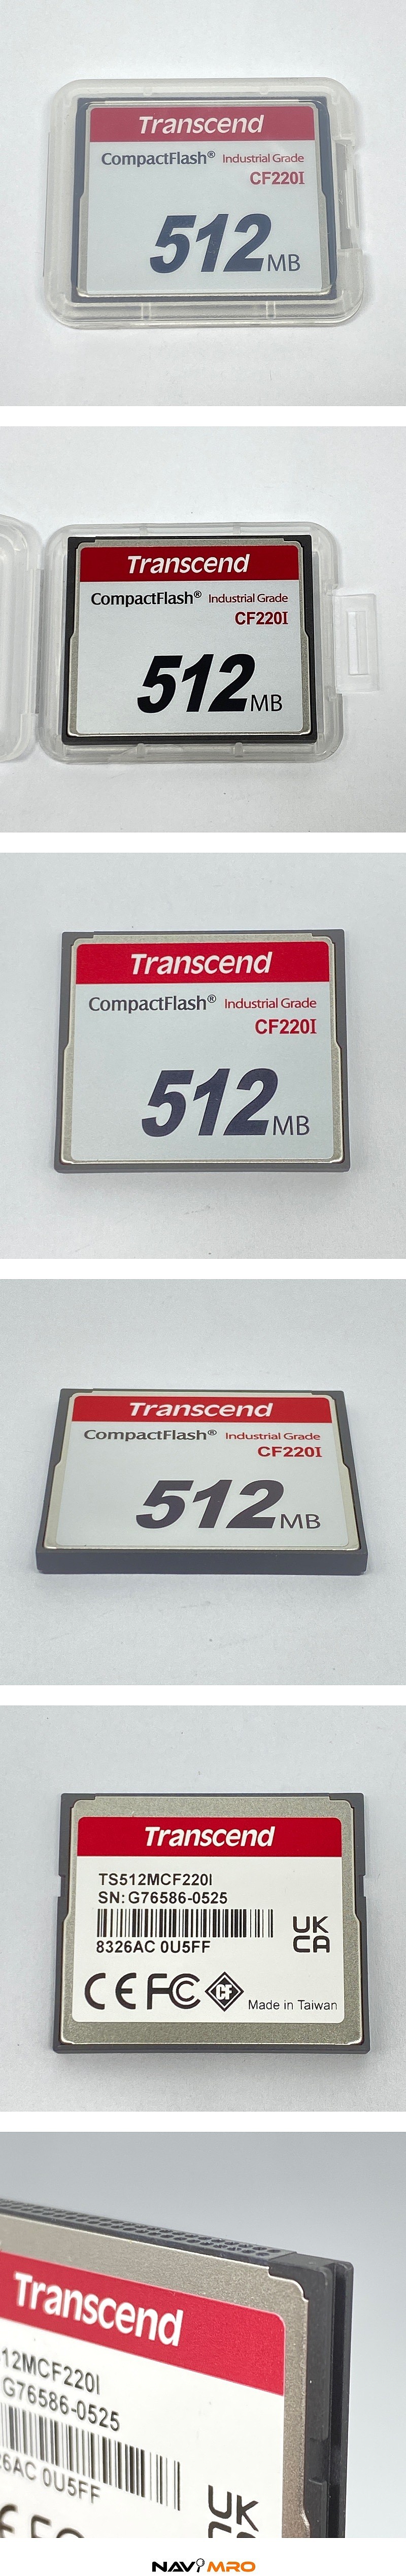 Transcend
CompactFlash® Industrial Grade
CF220I
512MB
Transcend
CompactFlash® Industrial Grade
CF220I
512MB
Transcend
CompactFlash® Industrial Grade
CF220I
512MB
Transcend
CompactFlash® Industrial Grade
CF220I
512MB
Transcend
TS512MCF220I
SN:G76586-0525
8326AC 0U5FF
UK
CA
CE FC CF Made in Taiwan
Transcend
12MCF220I
G76586-0525
6AC 0U5FF
UK
NAVIMRO